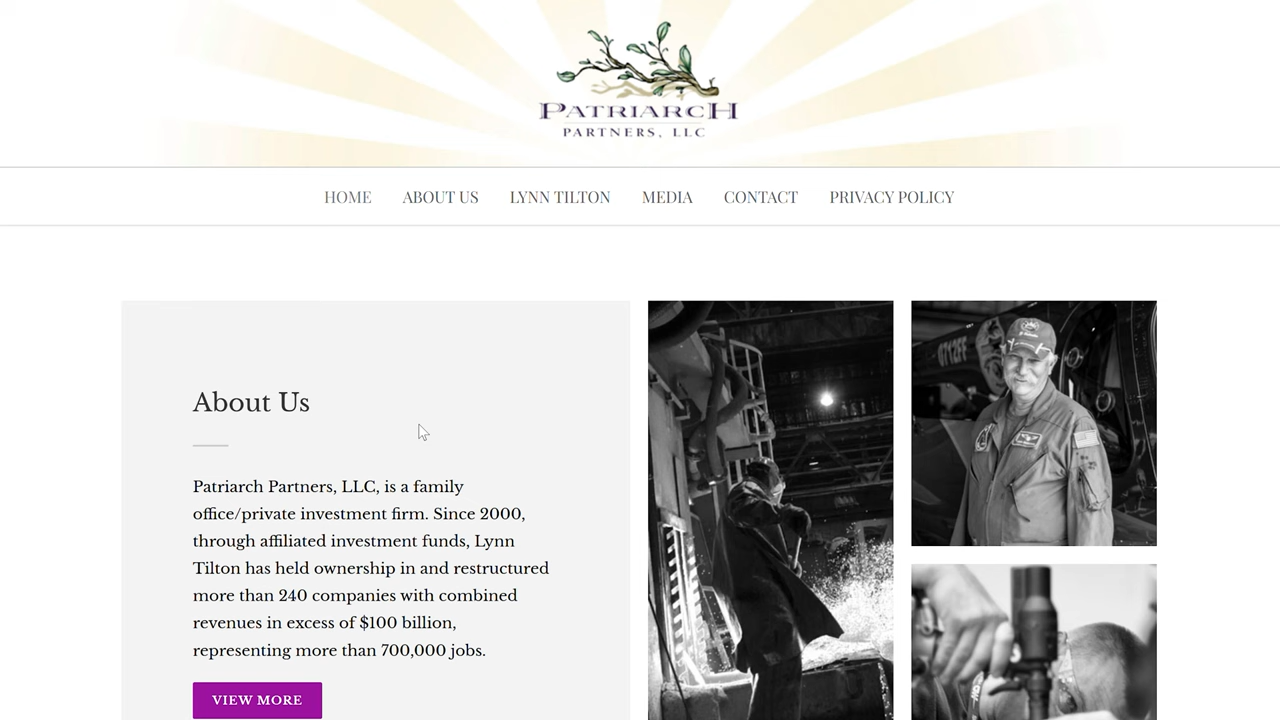 PATRIARCH
PARTNERS, LLC
HOME ABOUT US LYNN TILTON MEDIA CONTACT PRIVACY POLICY
About Us
Patriarch Partners, LLC, is a family
office/private investment firm. Since 2000,
through affiliated investment funds, Lynn
Tilton has held ownership in and restructured
more than 240 companies with combined
revenues in excess of $100 billion,
representing more than 700,000 jobs.
VIEW MORE